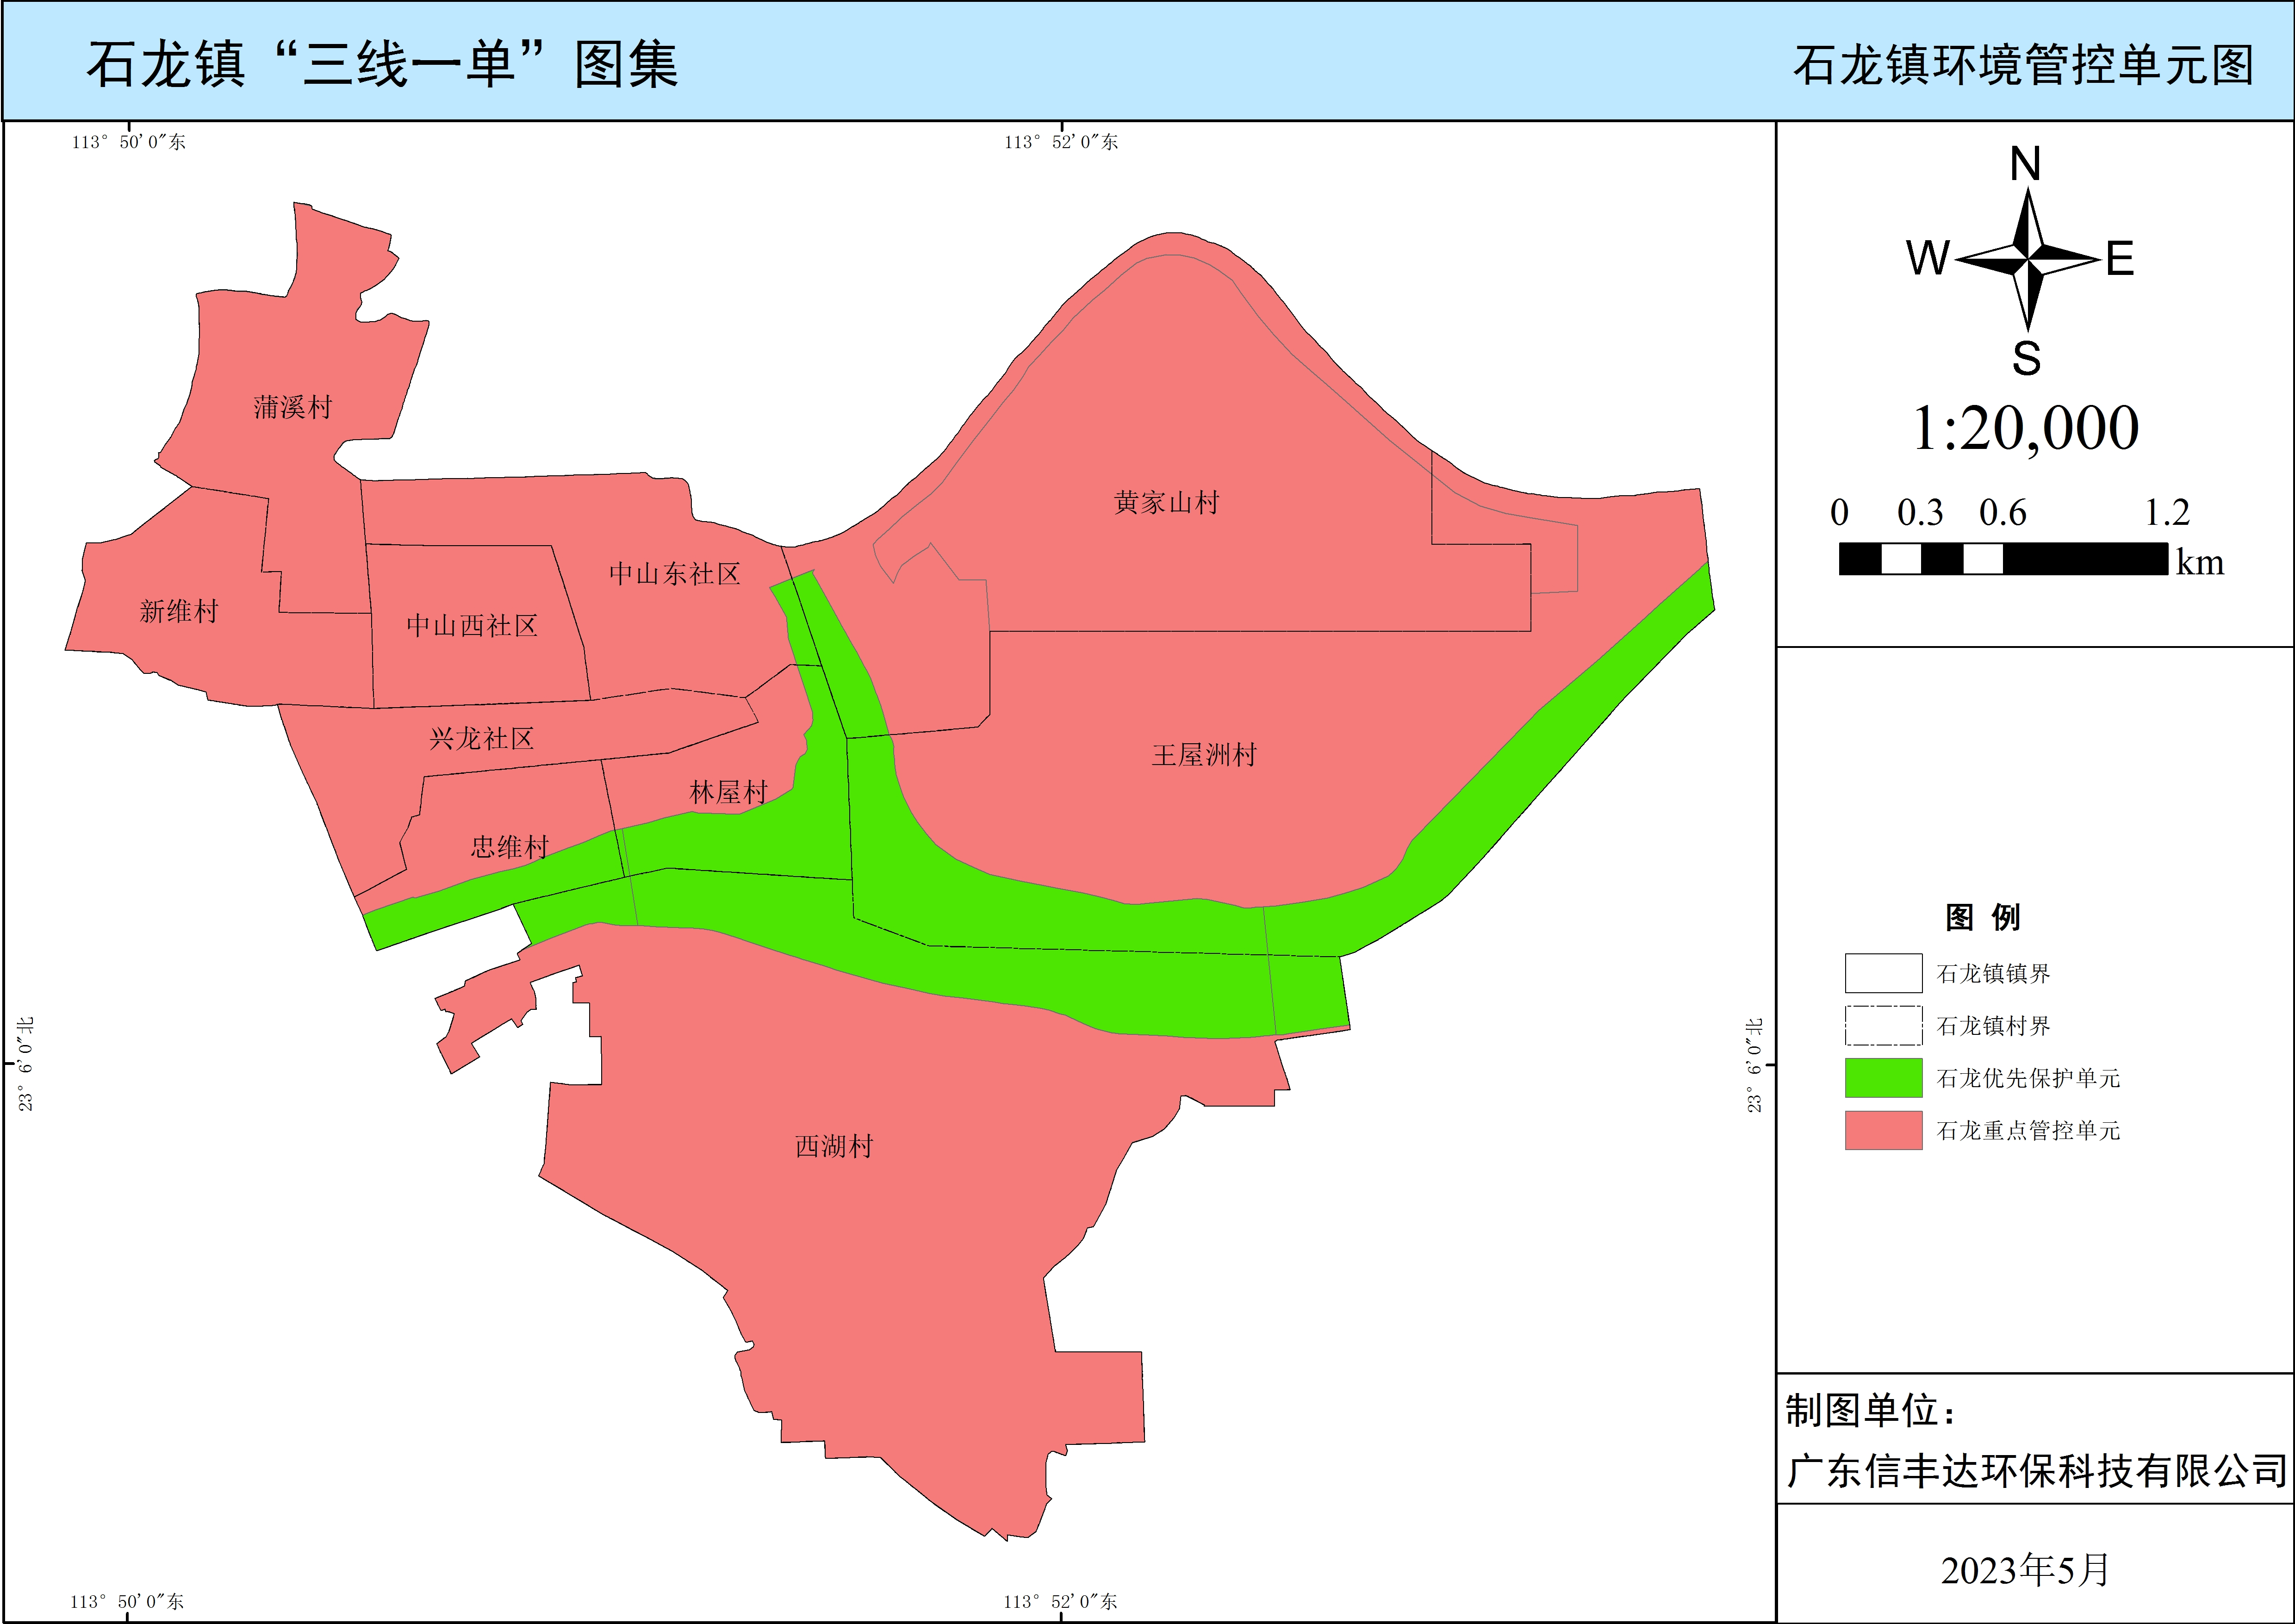 石龙镇“三线一单”图集
石龙镇环境管控单元图
113° 50'0"东
113° 52'0"东
N
W
E
S
1:20,000
0 0.3 0.6 1.2
km
蒲溪村
黄家山村
中山东社区
新维村
中山西社区
兴龙社区
王屋洲村
林屋村
忠维村
西湖村
23° 6'0"北
23° 6'0"北
图 例
石龙镇镇界
石龙镇村界
石龙优先保护单元
石龙重点管控单元
制图单位：
广东信丰达环保科技有限公司
2023年5月
113° 50'0"东
113° 52'0"东